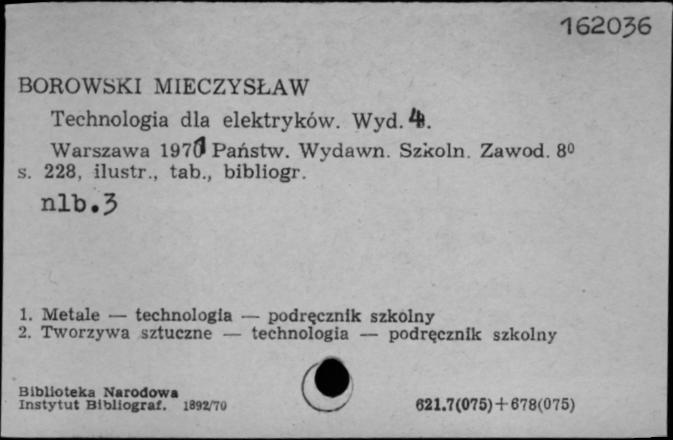 162036
BOROWSKI MIECZYSŁAW
Technologia dla elektryków. Wyd. 4.
Warszawa 1971 Państw. Wydawn. Szkoln. Zawod. 8⁰
s. 228, ilustr., tab., bibliogr.
nlb.3
1. Metale — technologia — podręcznik szkolny
2. Tworzywa sztuczne — technologia — podręcznik szkolny
Biblioteka Narodowa
Instytut Bibliograf. 1892/70
621.7(075)+678(075)